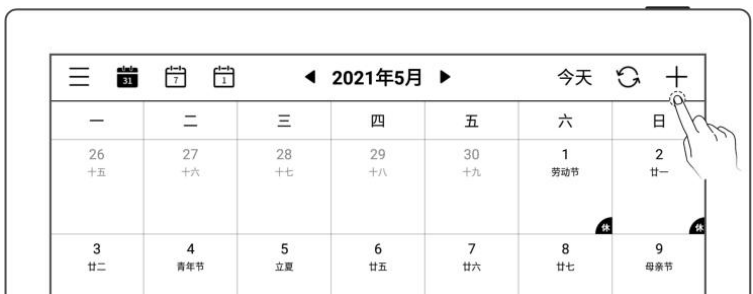 31 7 1 2021年5月 今天
一 二 三 四 五 六 日
26 27 28 29 30 1 2
十五 十六 十七 十八 十九 劳动节 廿一
休 休
3 4 5 6 7 8 9
廿二 青年节 立夏 廿五 廿六 廿七 母亲节